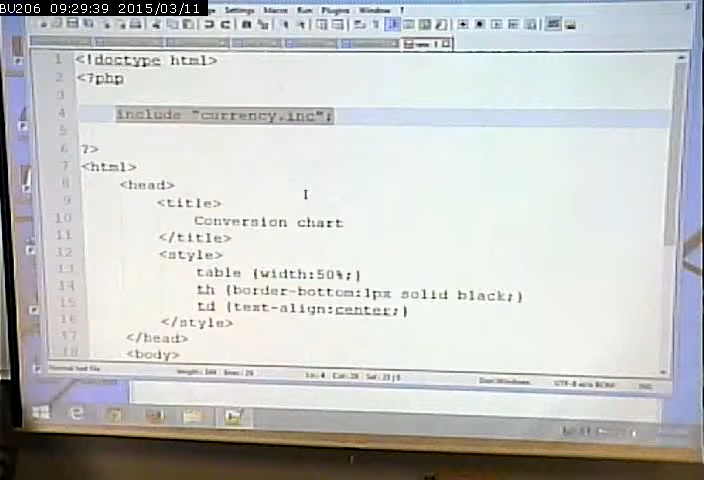 BU206 09:29:39 2015/03/11
Settings Macro Run Plugins Window ?
1 <!doctype html>
2 <?php
3
4 include "currency.inc";
5
6 ?>
7 <html>
8 <head>
9 <title>
10 Conversion chart
11 </title>
12 <style>
13 table {width:50%;}
14 th {border-bottom:1px solid black;}
15 td {text-align:center;}
16 </style>
17 </head>
18 <body>
Normal text file